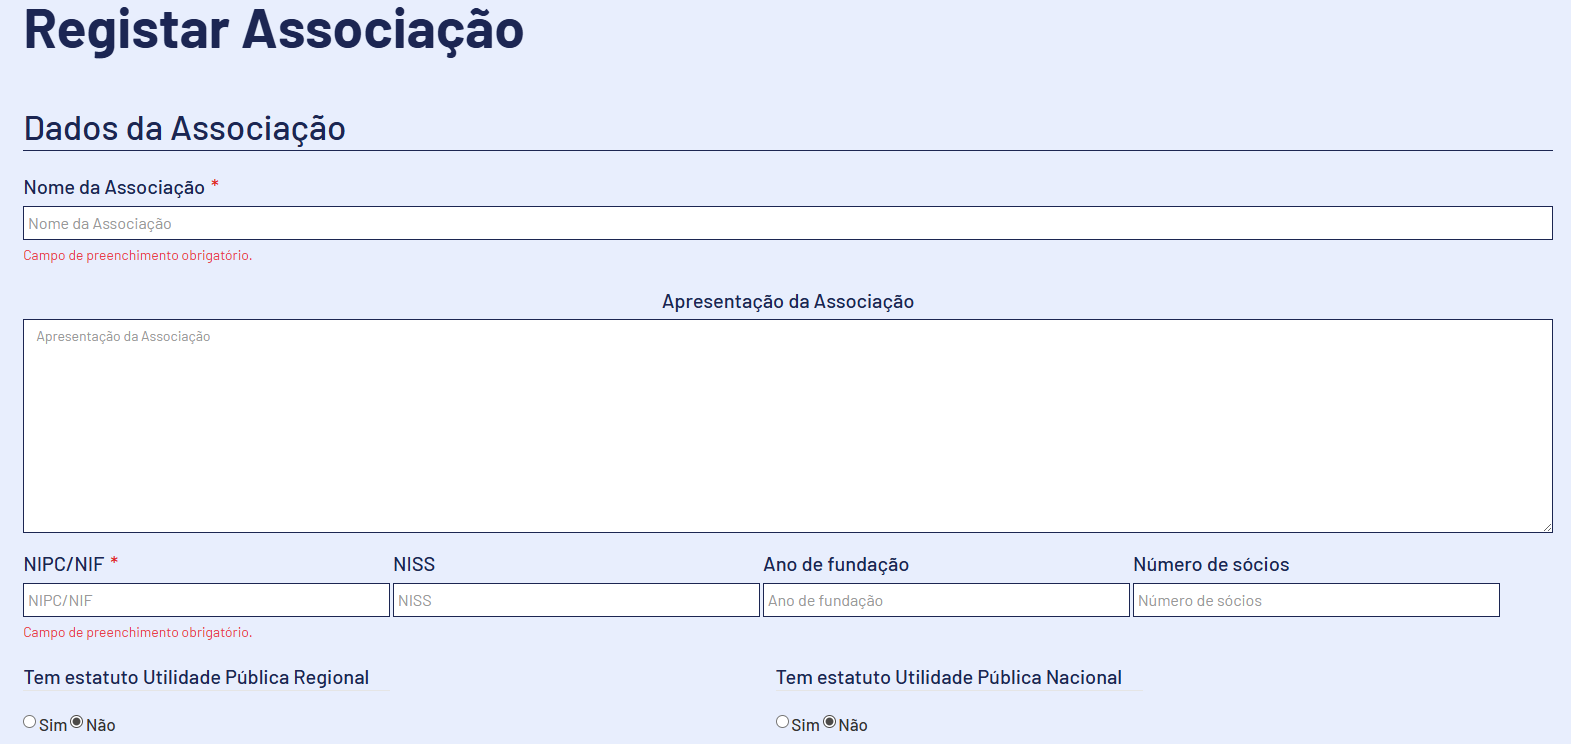 Registar Associação
Dados da Associação
Nome da Associação *
Nome da Associação
Campo de preenchimento obrigatório.
Apresentação da Associação
Apresentação da Associação
NIPC/NIF * NISS Ano de fundação Número de sócios
NIPC/NIF NISS Ano de fundação Número de sócios
Campo de preenchimento obrigatório.
Tem estatuto Utilidade Pública Regional Tem estatuto Utilidade Pública Nacional
Sim Não Sim Não